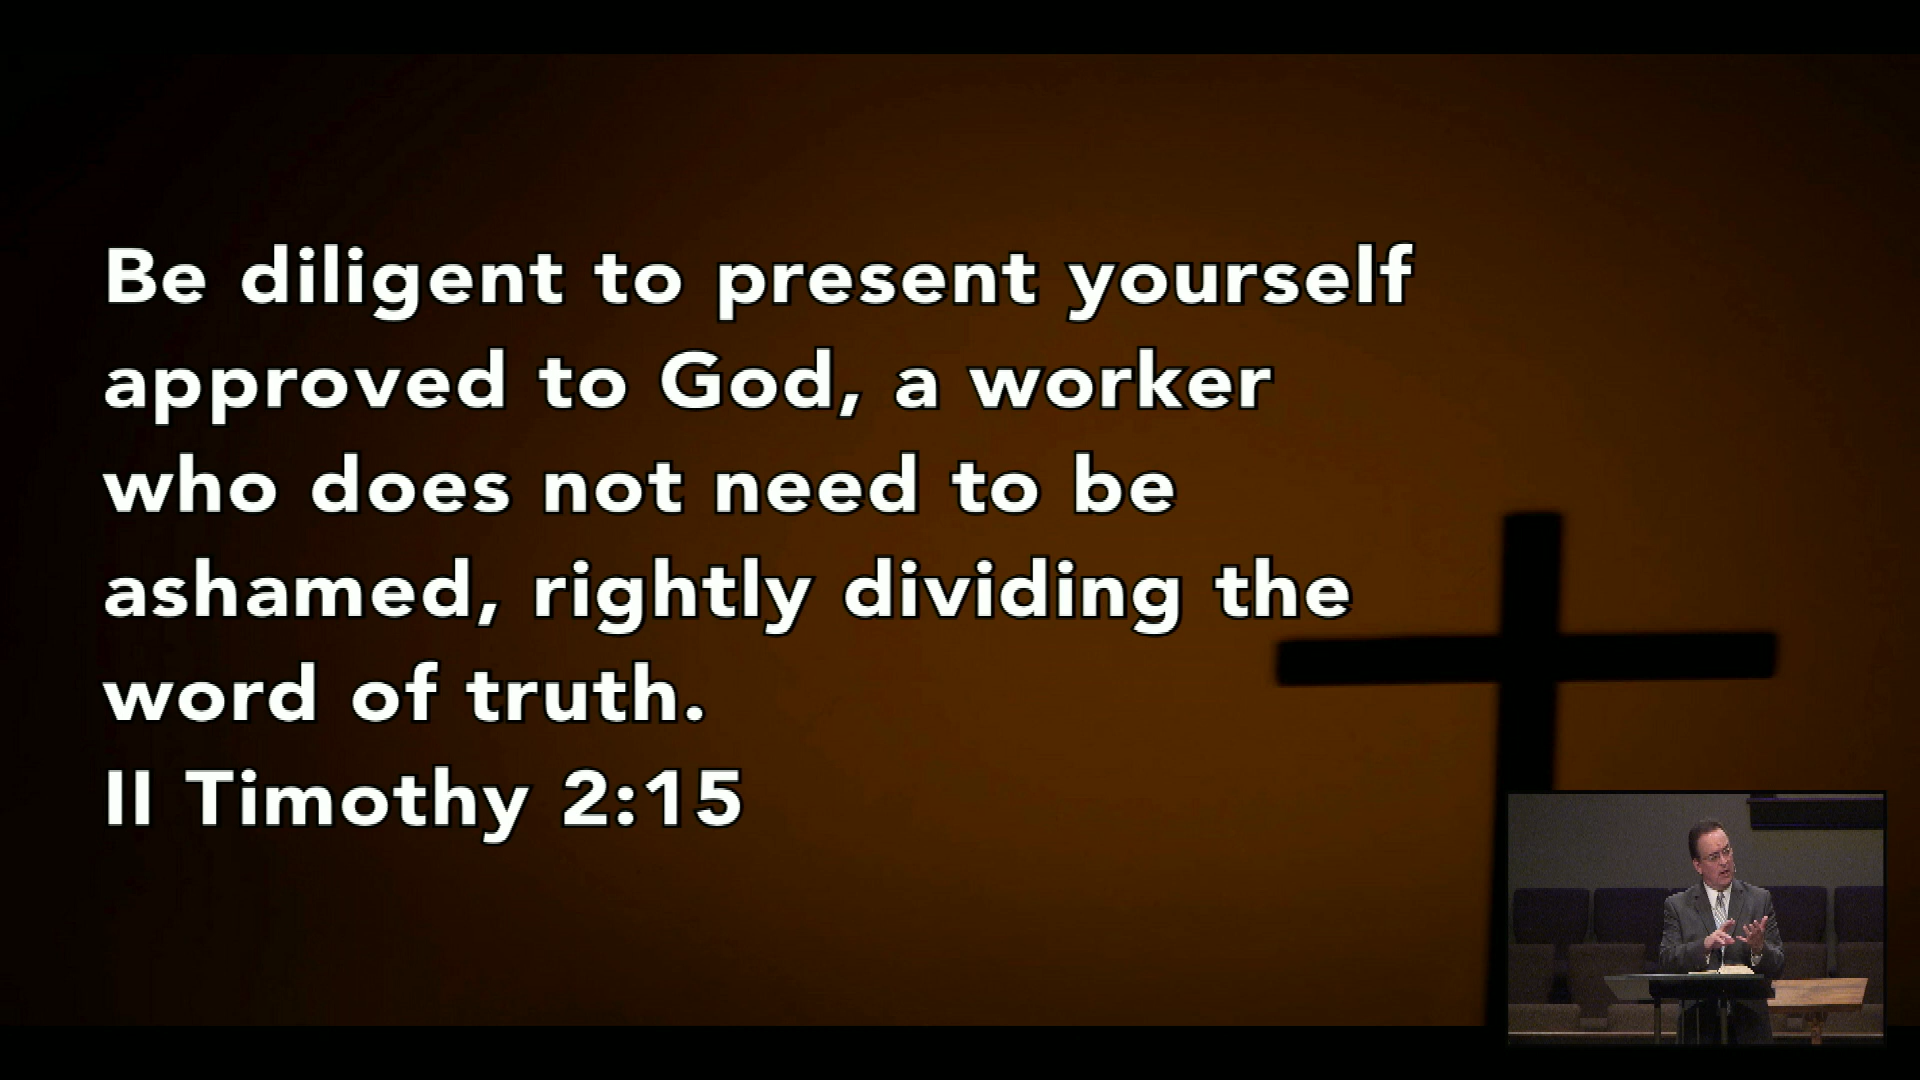 Be diligent to present yourself
approved to God, a worker
who does not need to be
ashamed, rightly dividing the
word of truth.
II Timothy 2:15